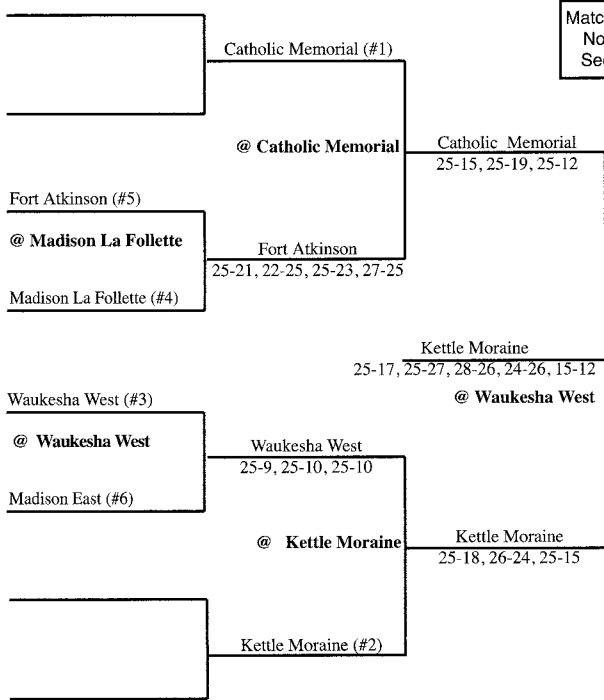 Matc
No
See
Catholic Memorial (#1)
@ Catholic Memorial
Catholic Memorial
25-15, 25-19, 25-12
Fort Atkinson (#5)
@ Madison La Follette
Fort Atkinson
25-21, 22-25, 25-23, 27-25
Madison La Follette (#4)
Kettle Moraine
25-17, 25-27, 28-26, 24-26, 15-12
@ Waukesha West
Waukesha West (#3)
@ Waukesha West
Waukesha West
25-9, 25-10, 25-10
Madison East (#6)
@ Kettle Moraine
Kettle Moraine
25-18, 26-24, 25-15
Kettle Moraine (#2)